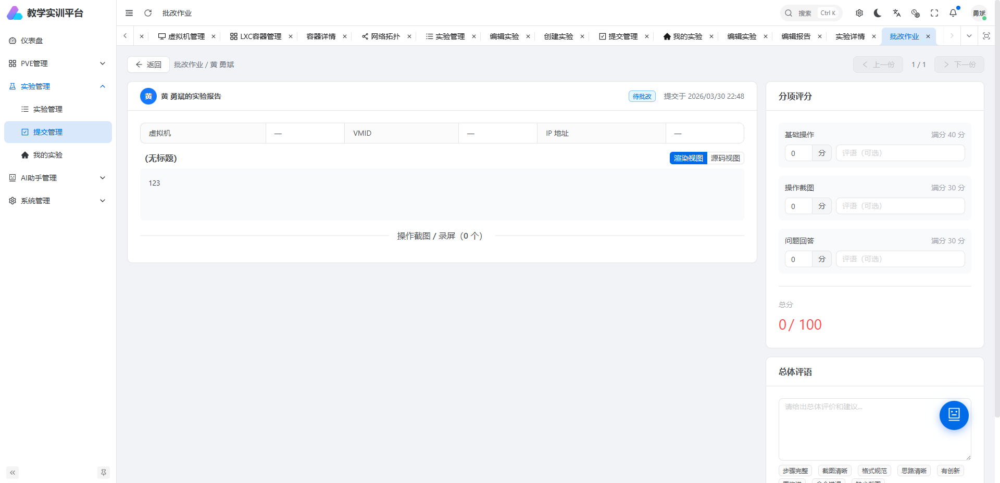 教学实训平台
批改作业
搜索 Ctrl K
勇斌
虚拟机管理
LXC容器管理
容器详情
网络拓扑
实验管理
编辑实验
创建实验
提交管理
我的实验
编辑实验
编辑报告
实验详情
批改作业
仪表盘
PVE管理
实验管理
实验管理
提交管理
我的实验
AI助手管理
系统管理
返回
批改作业 / 黄 勇斌
上一份
1 / 1
下一份
黄 黄 勇斌的实验报告
待批改
提交于 2026/03/30 22:48
虚拟机 — VMID — IP 地址 —
(无标题)
渲染视图 源码视图
123
操作截图 / 录屏（0 个）
分项评分
基础操作 满分 40 分
0 分 评语（可选）
操作截图 满分 30 分
0 分 评语（可选）
问题回答 满分 30 分
0 分 评语（可选）
总分
0 / 100
总体评语
请给出总体评价和建议...
步骤完整 截图清晰 格式规范 思路清晰 有创新